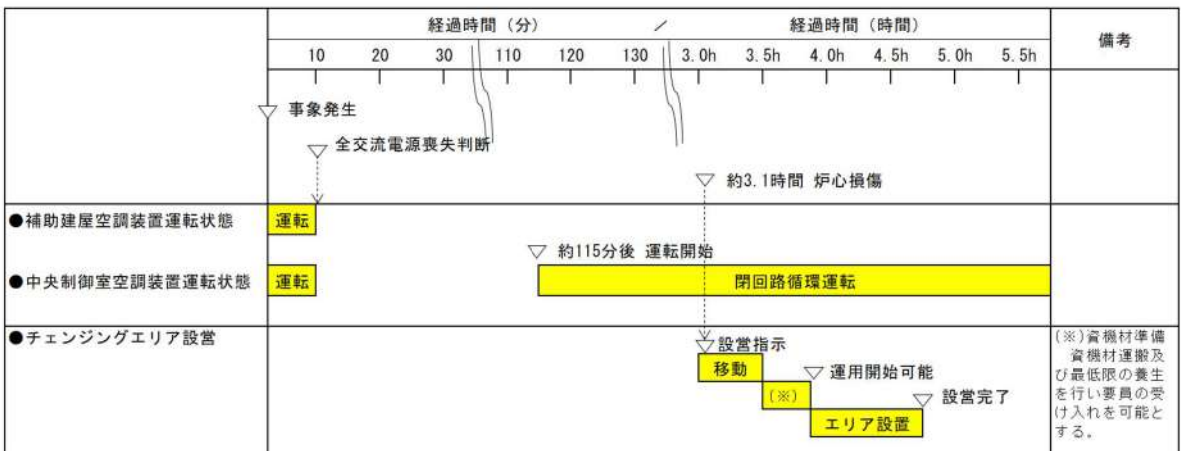 経過時間（分） ／ 経過時間（時間） 備考
10 20 30 110 120 130 3.0h 3.5h 4.0h 4.5h 5.0h 5.5h
事象発生
全交流電源喪失判断
約3.1時間 炉心損傷
●補助建屋空調装置運転状態 運転
約115分後 運転開始
●中央制御室空調装置運転状態 運転 閉回路循環運転
●チェンジングエリア設営
設営指示
移動 運用開始可能
（※） 設営完了
エリア設置
(※)資機材準備
資機材運搬及
び最低限の養生
を行い要員の受
け入れを可能と
する。